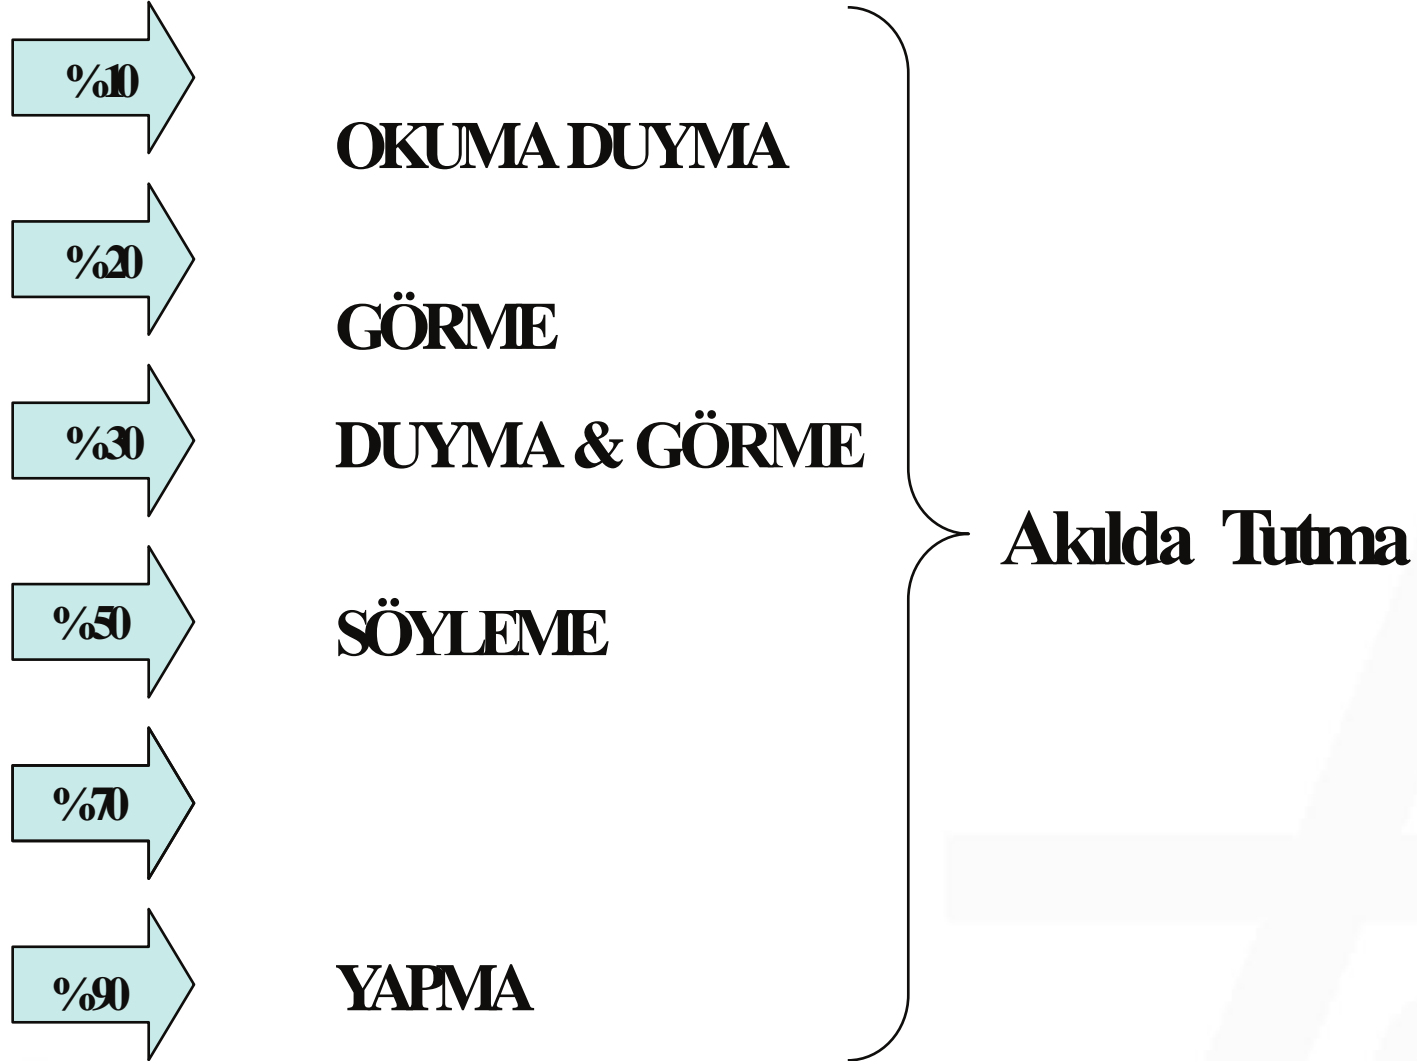 %10
OKUMA DUYMA
%20
GÖRME
%30
DUYMA & GÖRME
Akılda Tutma
%50
SÖYLEME
%70
%90
YAPMA